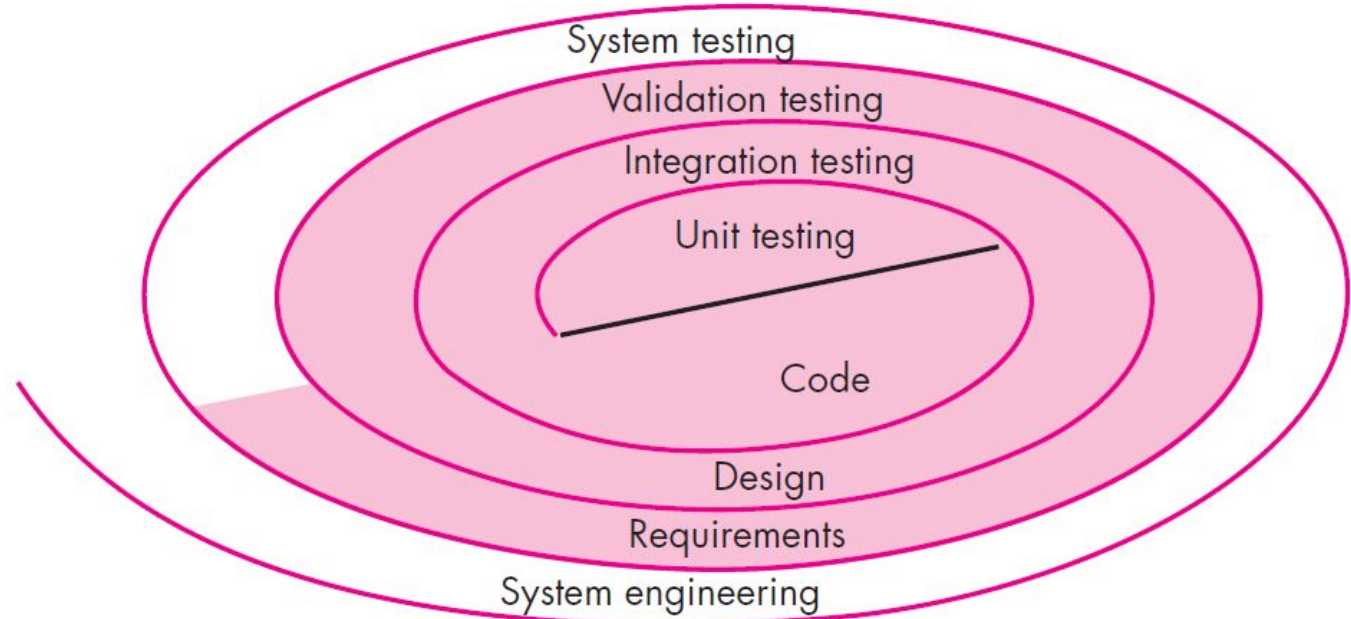 System testing
Validation testing
Integration testing
Unit testing
Code
Design
Requirements
System engineering